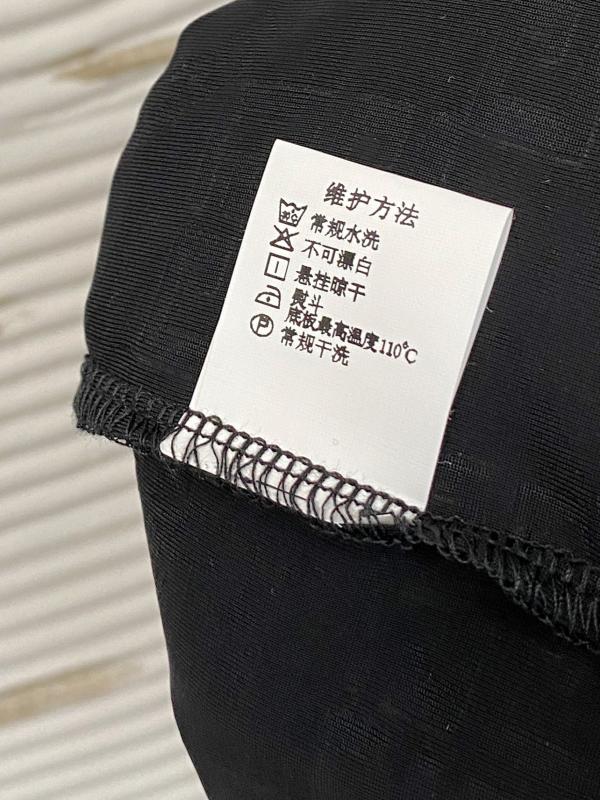 维护方法
30℃ 常规水洗
不可漂白
悬挂晾干
熨斗
底板最高温度110℃
P 常规干洗